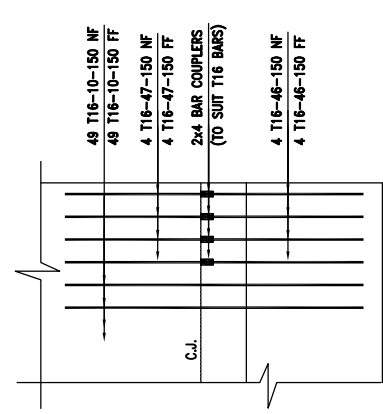 49 T16-10-150 NF
49 T16-10-150 FF
4 T16-47-150 NF
4 T16-47-150 FF
2x4 BAR COUPLERS
(TO SUIT T16 BARS)
4 T16-46-150 NF
4 T16-46-150 FF
C.J.